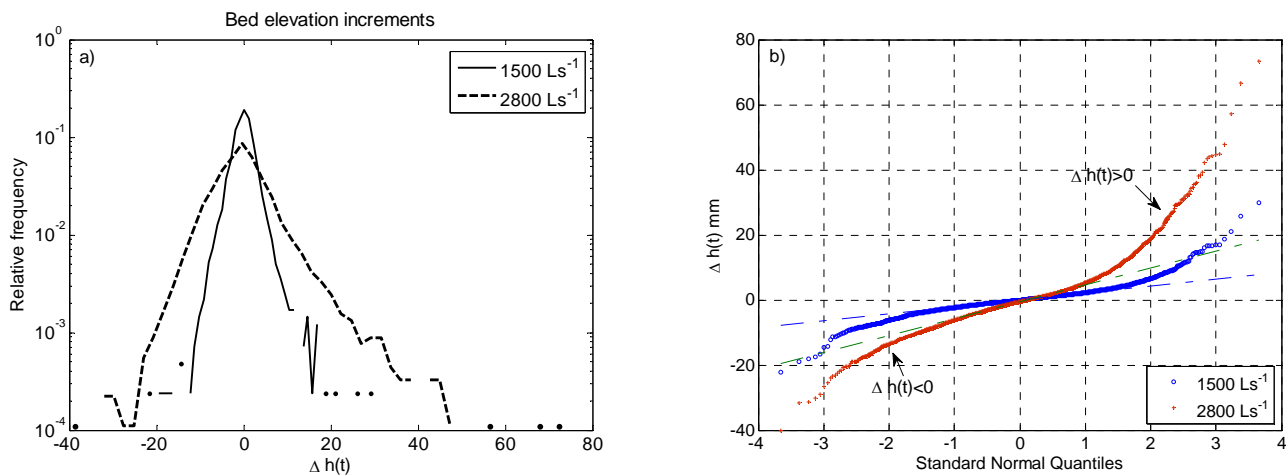 Bed elevation increments
a)
1500 Ls-1
2800 Ls-1
Relative frequency
10^0
10^-1
10^-2
10^-3
10^-4
-40 -20 0 20 40 60 80
Δ h(t)
b)
Δ h(t) mm
80
60
40
20
0
-20
-40
Δ h(t)>0
Δ h(t)<0
1500 Ls-1
2800 Ls-1
-4 -3 -2 -1 0 1 2 3 4
Standard Normal Quantiles